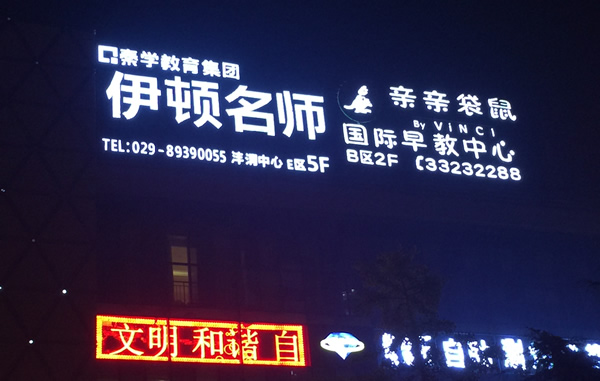 秦学教育集团
伊顿名师
TEL:029-89390055 沣渭中心 E区5F
亲亲袋鼠
By VINCI
国际早教中心
B区2F (33232288
文明 和谐 自
自